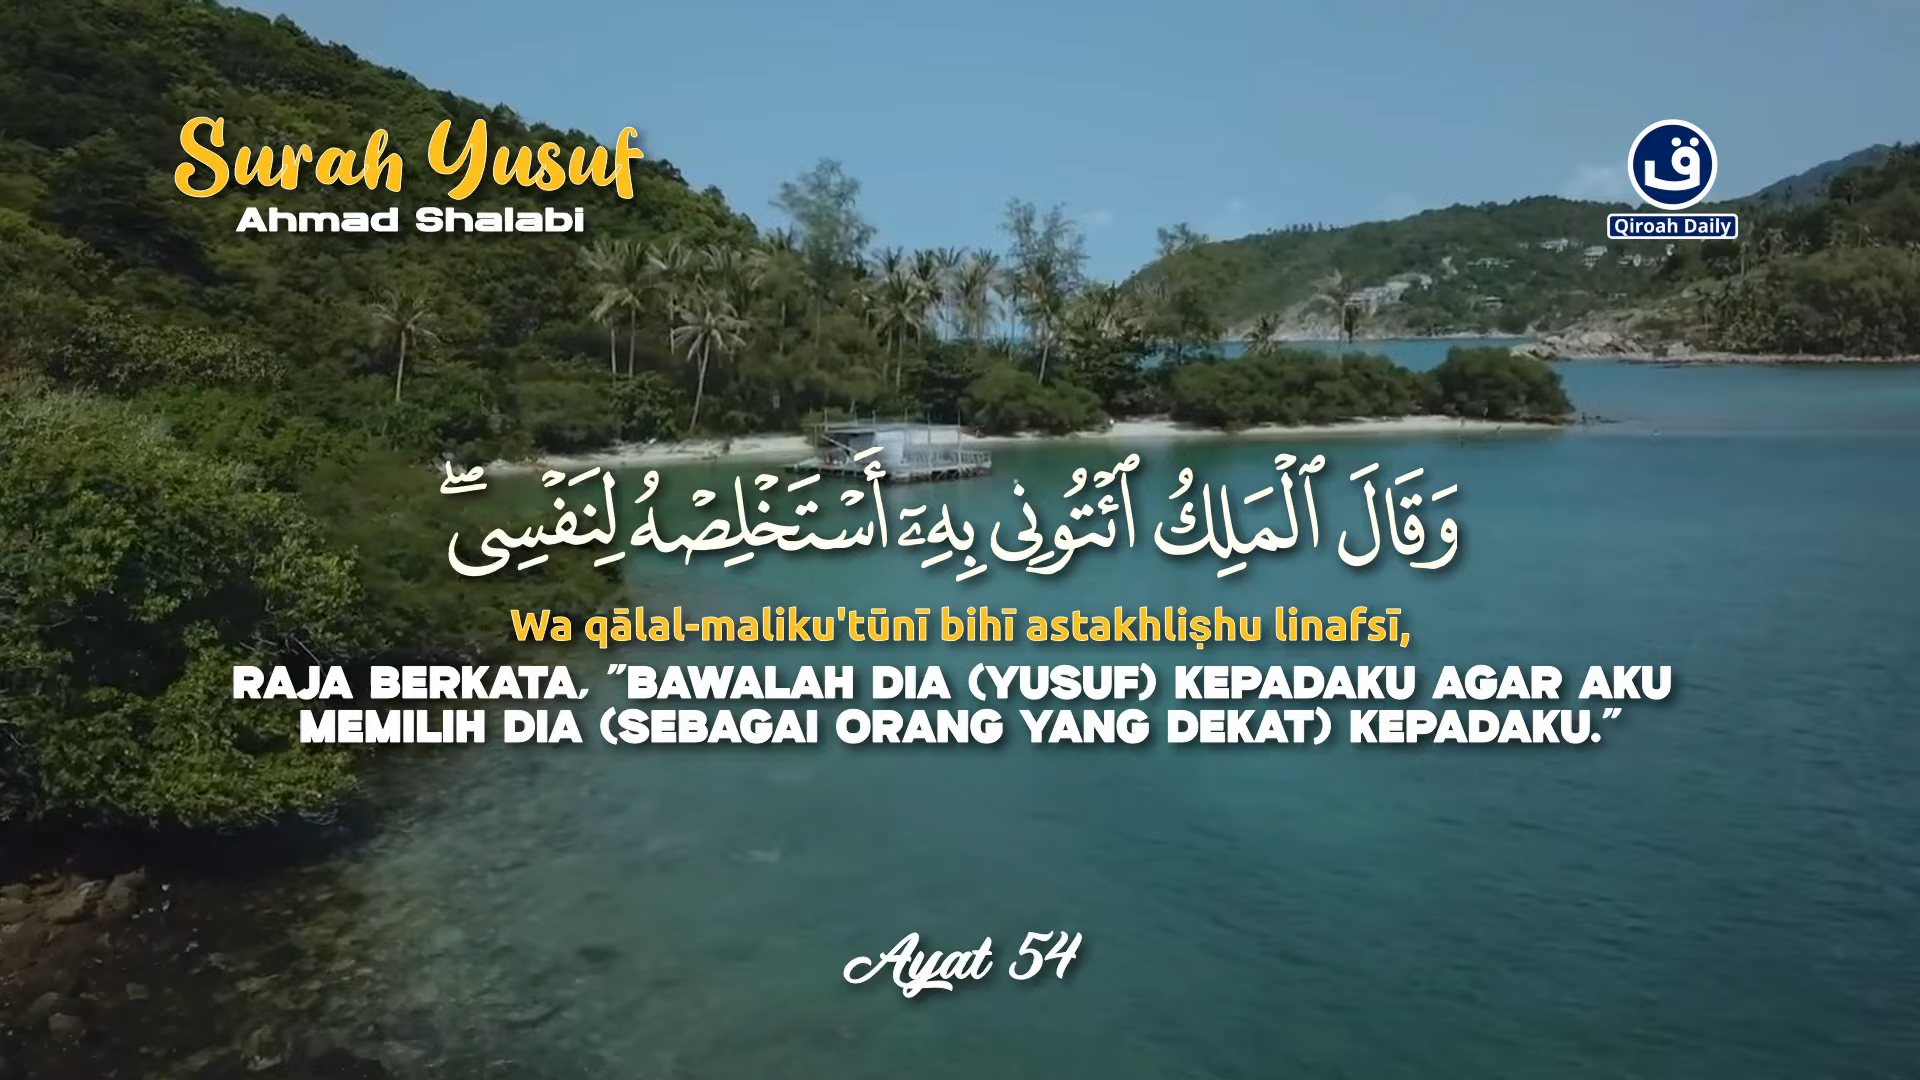 Surah Yusuf
Ahmad Shalabi
ق
Qiroah Daily
وَقَالَ ٱلْمَلِكُ ٱئْتُونِى بِهِۦٓ أَسْتَخْلِصْهُ لِنَفْسِى ۖ
Wa qālal-maliku'tūnī bihī astakhliṣhu linafsī,
RAJA BERKATA, "BAWALAH DIA (YUSUF) KEPADAKU AGAR AKU
MEMILIH DIA (SEBAGAI ORANG YANG DEKAT) KEPADAKU."
Ayat 54